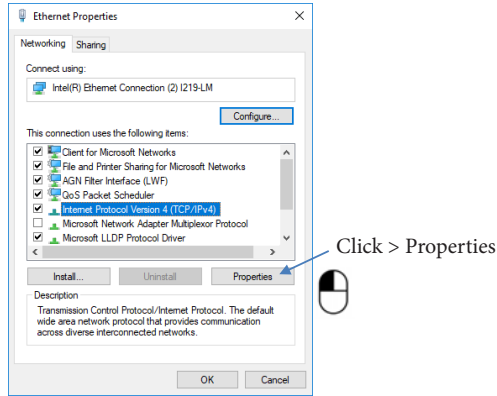 Ethernet Properties
Networking
Sharing
Connect using:
Intel(R) Ethernet Connection (2) I219-LM
Configure...
This connection uses the following items:
Client for Microsoft Networks
File and Printer Sharing for Microsoft Networks
AGN Filter Interface (LWF)
QoS Packet Scheduler
Internet Protocol Version 4 (TCP/IPv4)
Microsoft Network Adapter Multiplexor Protocol
Microsoft LLDP Protocol Driver
Install...
Uninstall
Properties
Click > Properties
Description
Transmission Control Protocol/Internet Protocol. The default
wide area network protocol that provides communication
across diverse interconnected networks.
OK
Cancel